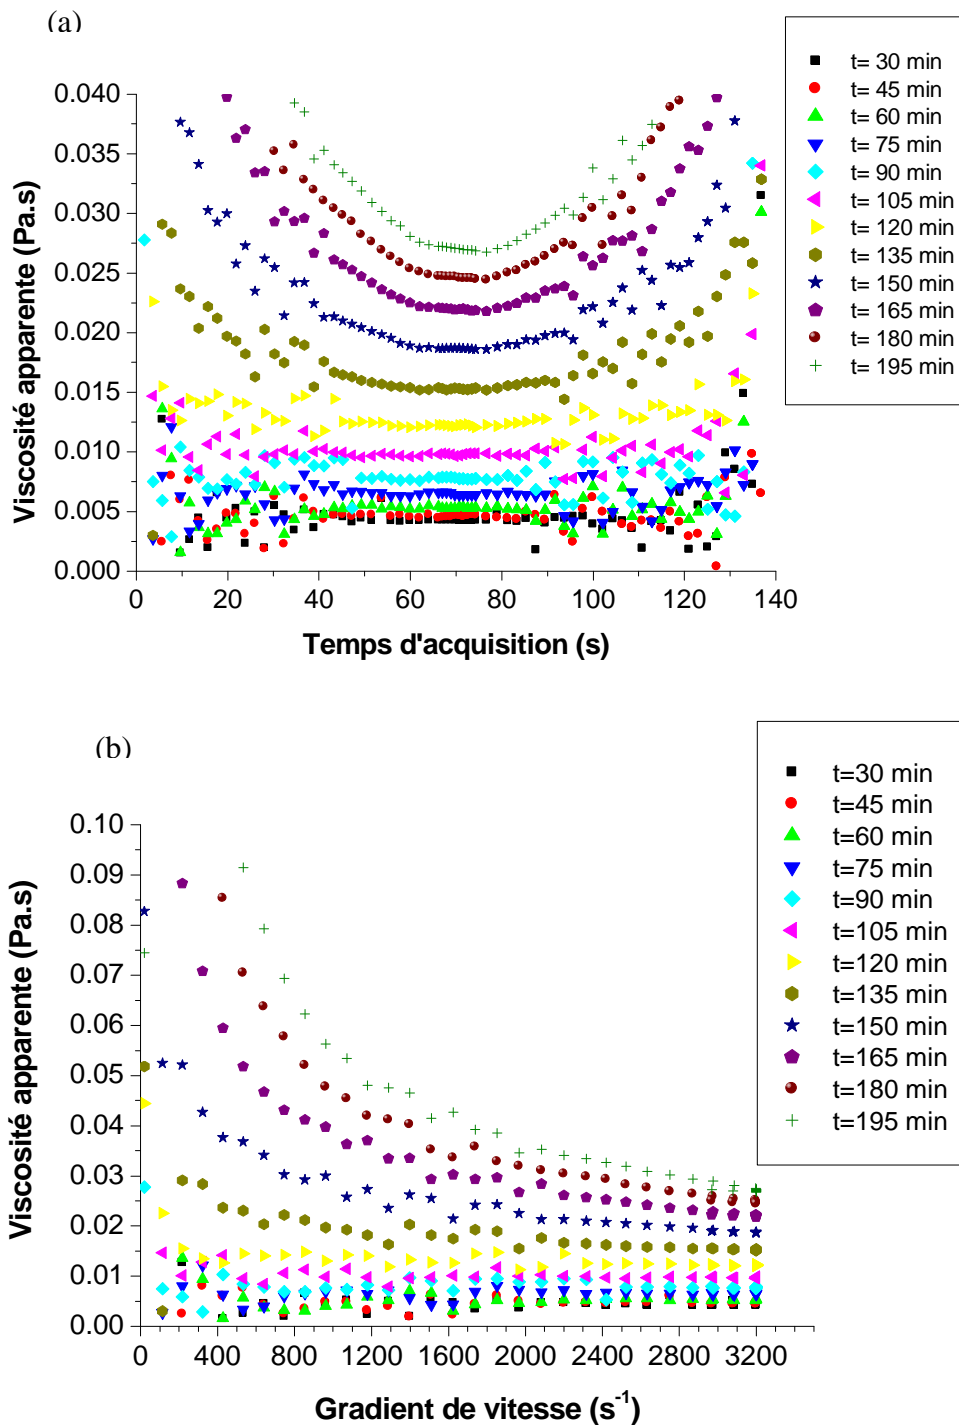 (a)
t= 30 min
t= 45 min
t= 60 min
t= 75 min
t= 90 min
t= 105 min
t= 120 min
t= 135 min
t= 150 min
t= 165 min
t= 180 min
t= 195 min
0.040
0.035
0.030
0.025
0.020
0.015
0.010
0.005
0.000
Viscosité apparente (Pa.s)
0 20 40 60 80 100 120 140
Temps d'acquisition (s)
(b)
t=30 min
t=45 min
t=60 min
t=75 min
t=90 min
t=105 min
t=120 min
t=135 min
t=150 min
t=165 min
t=180 min
t=195 min
0.10
0.09
0.08
0.07
0.06
0.05
0.04
0.03
0.02
0.01
0.00
Viscosité apparente (Pa.s)
0 400 800 1200 1600 2000 2400 2800 3200
Gradient de vitesse (s⁻¹)